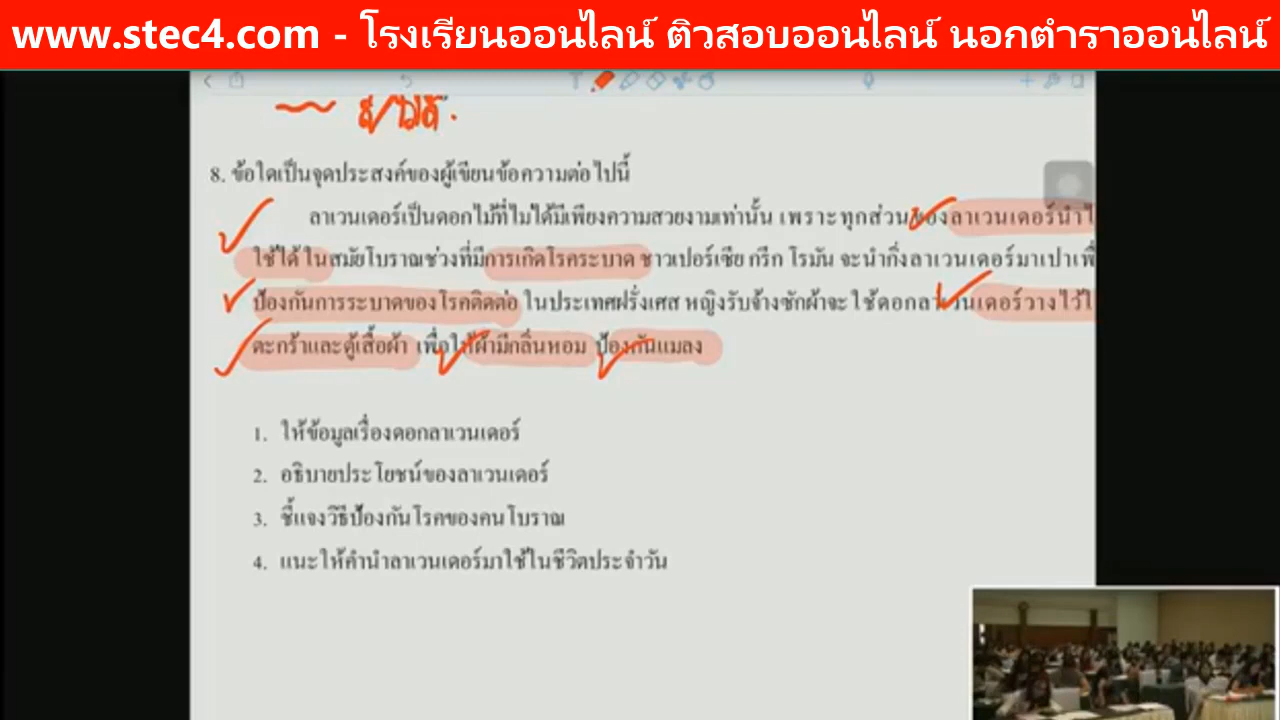 www.stec4.com - โรงเรียนออนไลน์ ติวสอบออนไลน์ นอกตำราออนไลน์
8. ข้อใดเป็นจุดประสงค์ของผู้เขียนข้อความต่อไปนี้
ลาเวนเดอร์เป็นดอกไม้ที่ไม่ได้มีเพียงความสวยงามเท่านั้น เพราะทุกส่วนของลาเวนเดอร์นำไ
ใช้ได้ ในสมัยโบราณช่วงที่มีการเกิดโรคระบาด ชาวเปอร์เซีย กรีก โรมัน จะนำกิ่งลาเวนเดอร์มาเปาเพื่
ป้องกันการระบาดของโรคติดต่อ ในประเทศฝรั่งเศส หญิงรับจ้างซักผ้าจะใช้ดอกลาเวนเดอร์วางไว้ใ
ตะกร้าและตู้เสื้อผ้า เพื่อให้ผ้ามีกลิ่นหอม ป้องกันแมลง
1. ให้ข้อมูลเรื่องดอกลาเวนเดอร์
2. อธิบายประโยชน์ของลาเวนเดอร์
3. ชี้แจงวิธีป้องกันโรคของคนโบราณ
4. แนะให้คำนำลาเวนเดอร์มาใช้ในชีวิตประจำวัน